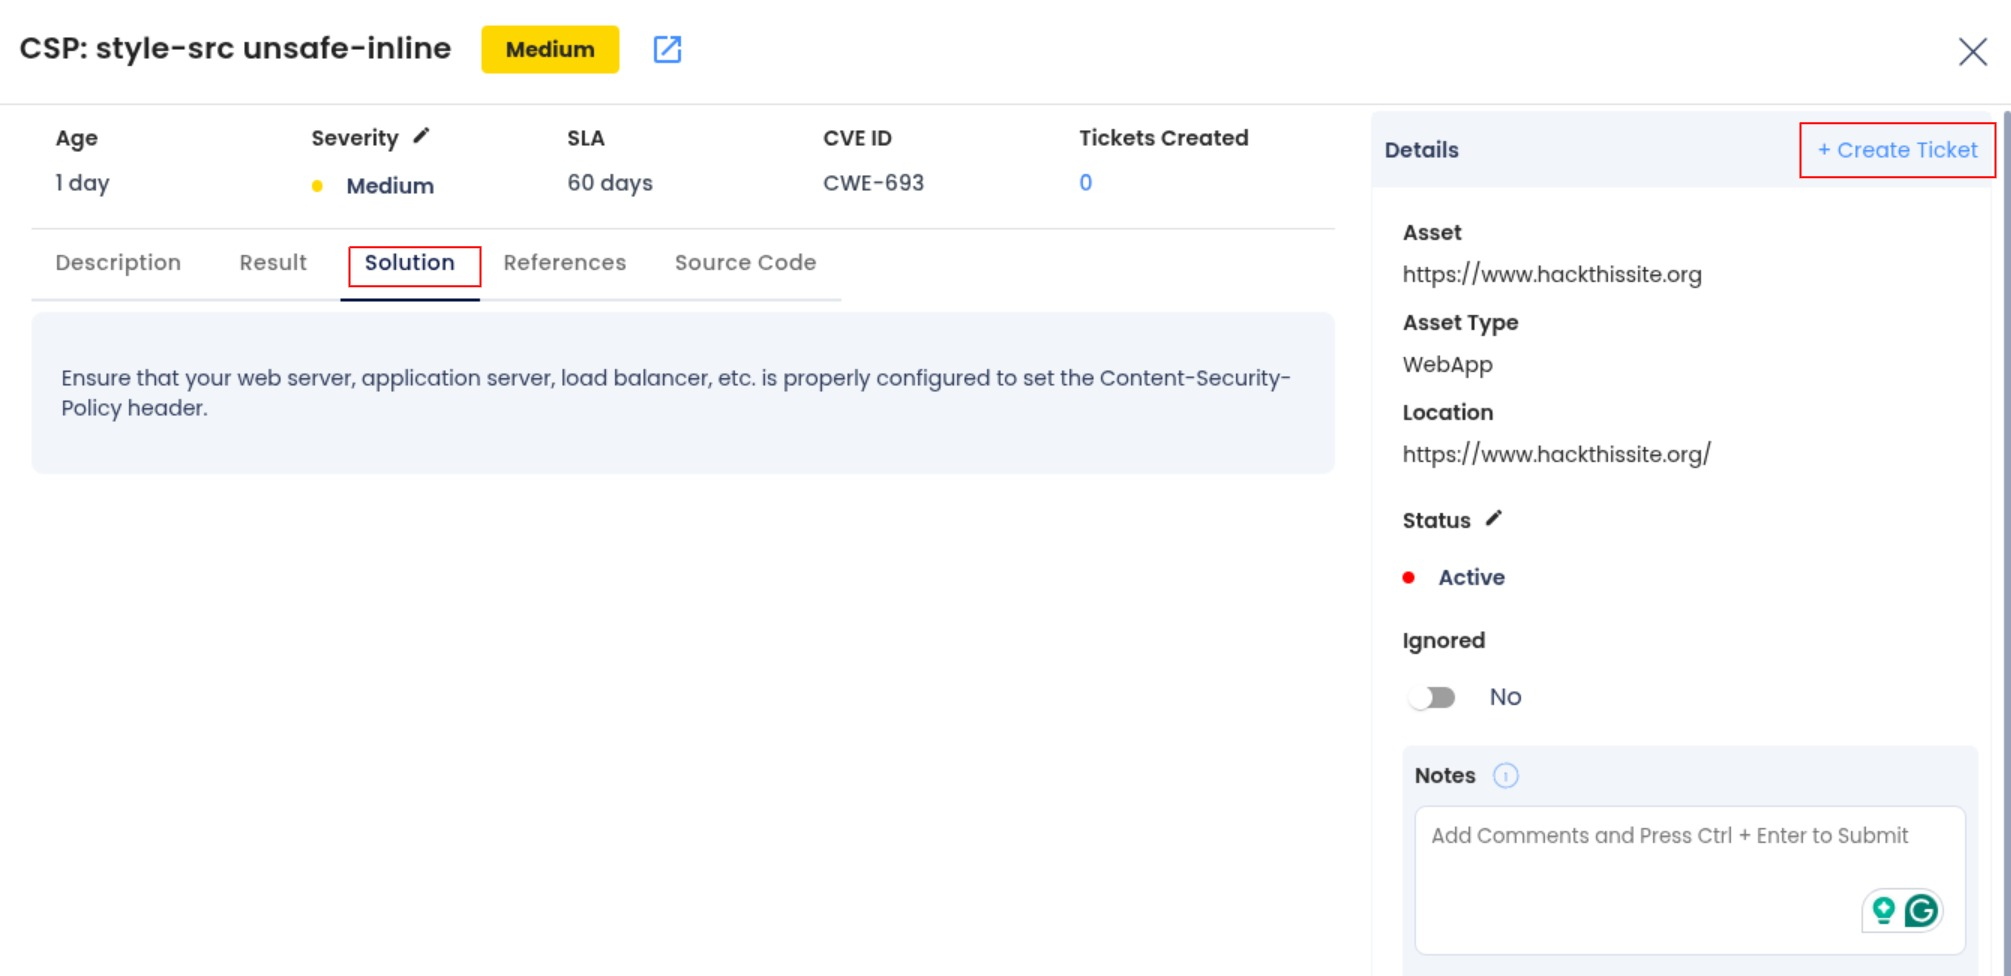 CSP: style-src unsafe-inline Medium
Age Severity SLA CVE ID Tickets Created
1 day Medium 60 days CWE-693 0
Description Result Solution References Source Code
Ensure that your web server, application server, load balancer, etc. is properly configured to set the Content-Security-
Policy header.
Details + Create Ticket
Asset
https://www.hackthissite.org
Asset Type
WebApp
Location
https://www.hackthissite.org/
Status
Active
Ignored
No
Notes
Add Comments and Press Ctrl + Enter to Submit